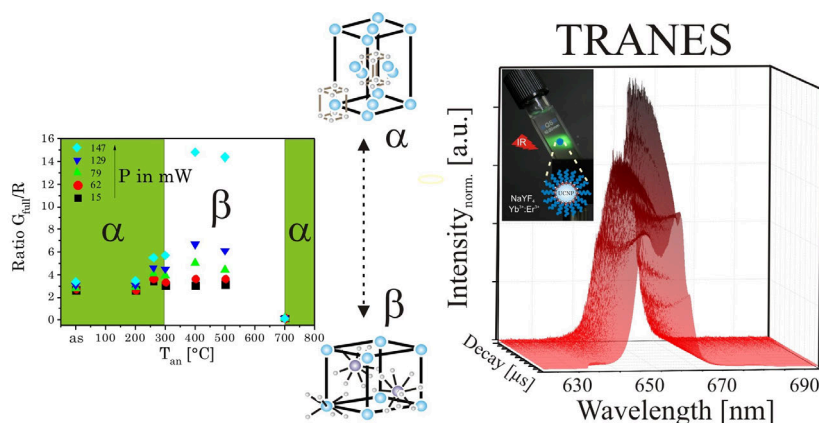 TRANES
α
16
14
12
10
8
6
4
2
0
Ratio G_full/R
147
129
79
62
15
P in mW
α
β
α
as 100 200 300 400 500 600 700 800
T_an [°C]
β
Intensity_norm. [a.u.]
IR
UCNP
NaYF₄
Yb³⁺:Er³⁺
Decay [µs]
630 650 670 690
Wavelength [nm]